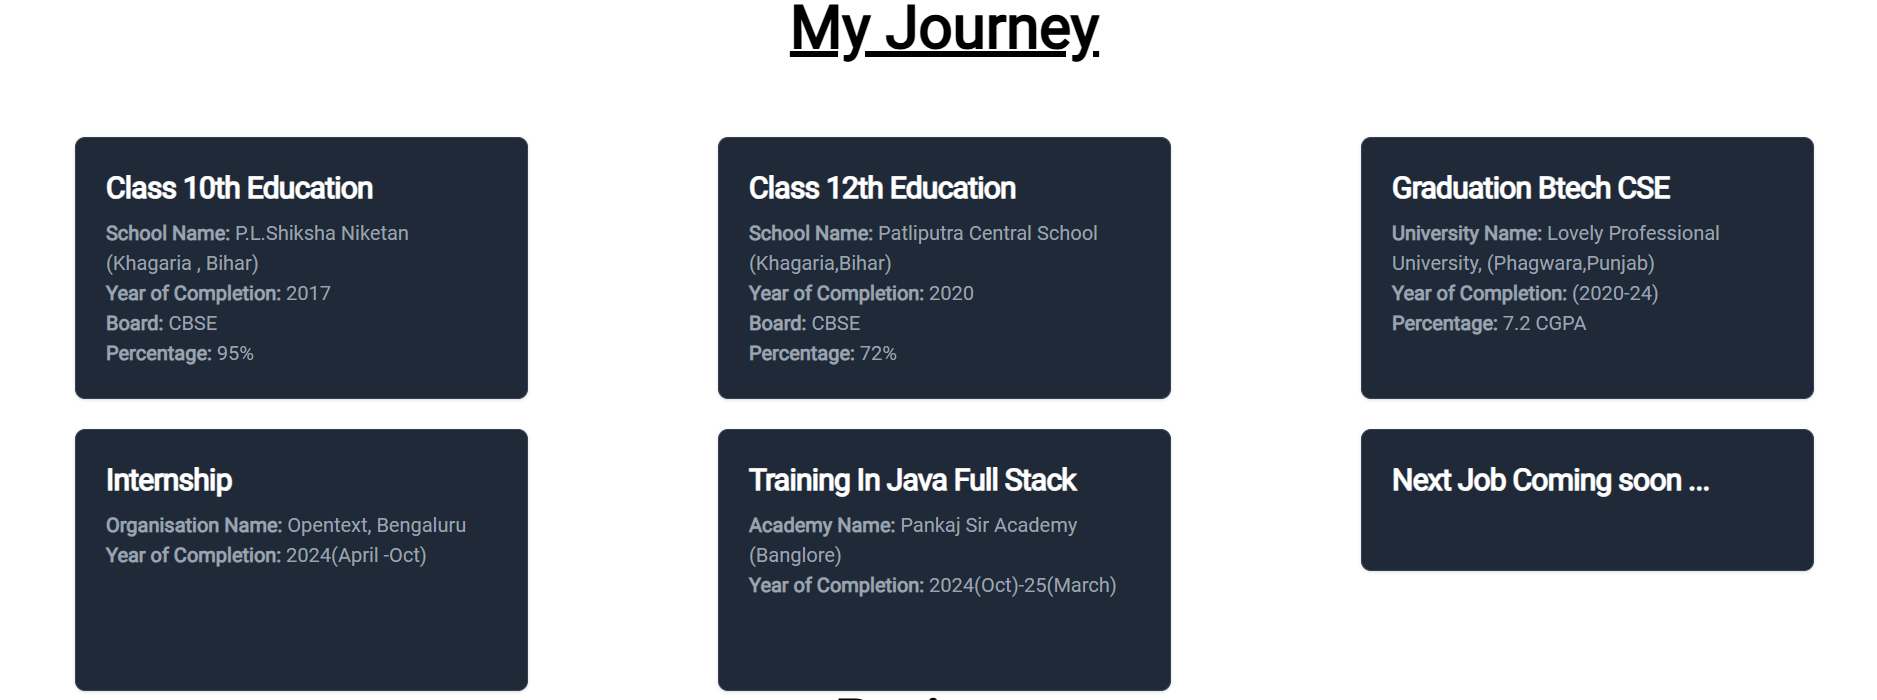 My Journey
Class 10th Education
School Name: P.L.Shiksha Niketan
(Khagaria , Bihar)
Year of Completion: 2017
Board: CBSE
Percentage: 95%
Class 12th Education
School Name: Patliputra Central School
(Khagaria,Bihar)
Year of Completion: 2020
Board: CBSE
Percentage: 72%
Graduation Btech CSE
University Name: Lovely Professional
University, (Phagwara,Punjab)
Year of Completion: (2020-24)
Percentage: 7.2 CGPA
Internship
Organisation Name: Opentext, Bengaluru
Year of Completion: 2024(April -Oct)
Training In Java Full Stack
Academy Name: Pankaj Sir Academy
(Banglore)
Year of Completion: 2024(Oct)-25(March)
Next Job Coming soon ...